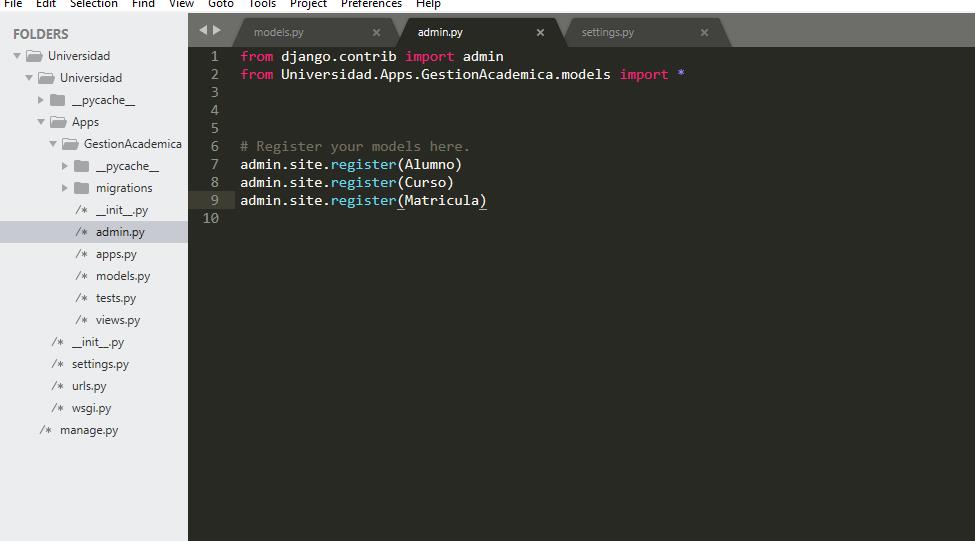 File Edit Selection Find View Goto Tools Project Preferences Help
FOLDERS
Universidad
Universidad
__pycache__
Apps
GestionAcademica
__pycache__
migrations
/* __init__.py
/* admin.py
/* apps.py
/* models.py
/* tests.py
/* views.py
/* __init__.py
/* settings.py
/* urls.py
/* wsgi.py
/* manage.py
models.py × admin.py × settings.py ×
1 from django.contrib import admin
2 from Universidad.Apps.GestionAcademica.models import *
3
4
5
6 # Register your models here.
7 admin.site.register(Alumno)
8 admin.site.register(Curso)
9 admin.site.register(Matricula)
10